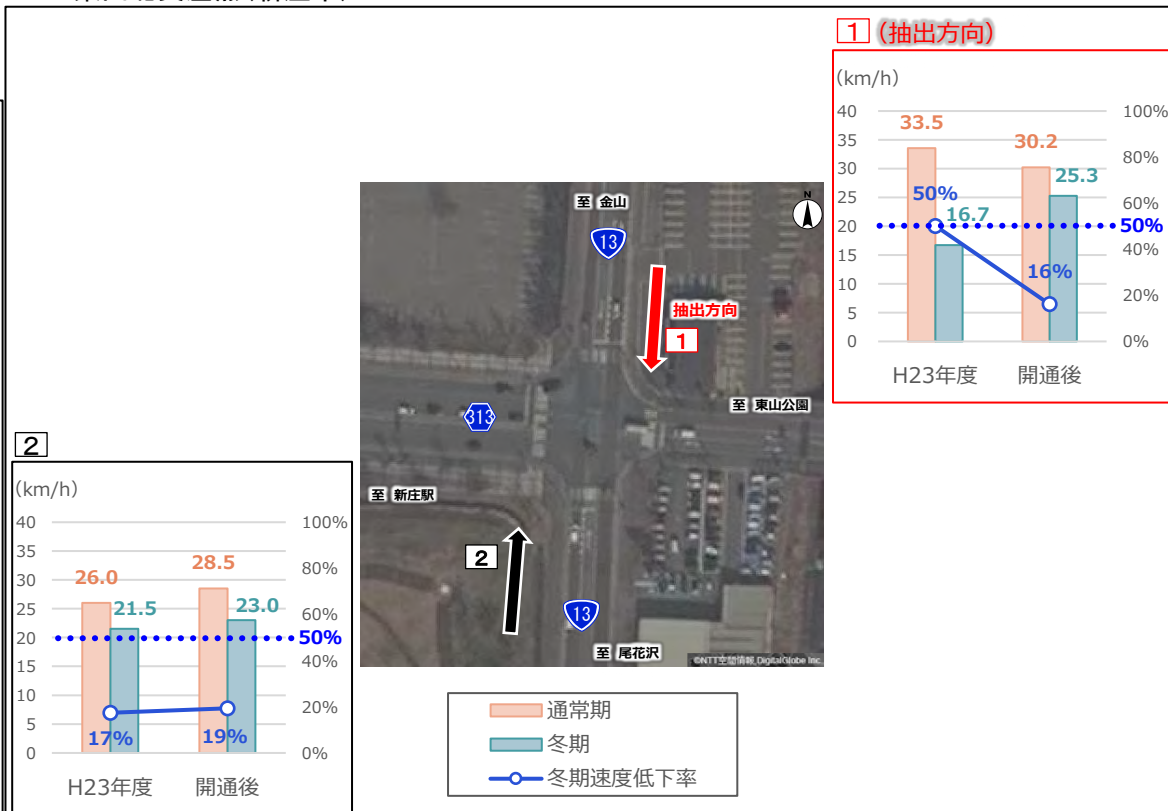 1 (抽出方向)
(km/h)
40
35
30
25
20
15
10
5
0
100%
80%
60%
50%
40%
20%
0%
33.5
30.2
25.3
50%
16.7
16%
H23年度
開通後
至 金山
N
13
抽出方向
1
至 東山公園
313
至 新庄駅
2
13
至 尾花沢
©NTT空間情報,DigitalGlobe Inc.
2
(km/h)
40
35
30
25
20
15
10
5
0
100%
80%
60%
50%
40%
20%
0%
26.0
28.5
21.5
23.0
17%
19%
H23年度
開通後
通常期
冬期
冬期速度低下率